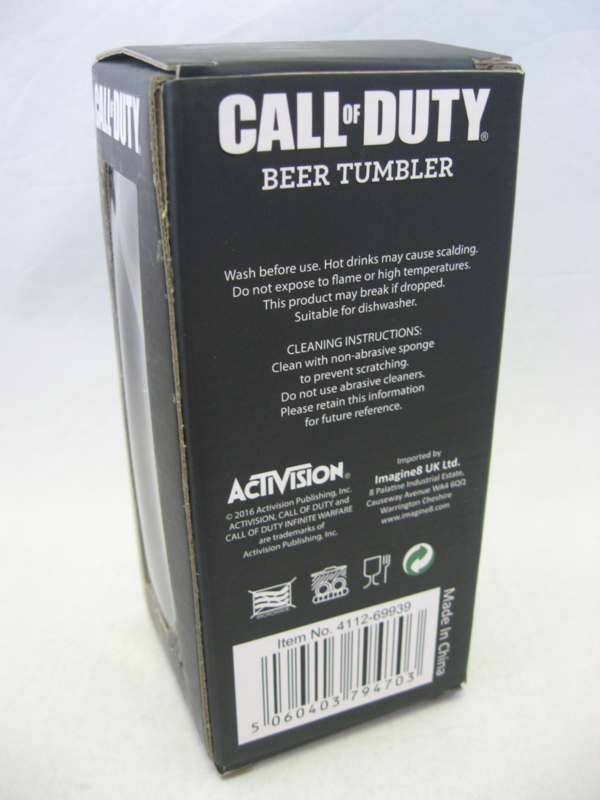 CALL OF DUTY
CALL OF DUTY®
BEER TUMBLER
Wash before use. Hot drinks may cause scalding.
Do not expose to flame or high temperatures.
This product may break if dropped.
Suitable for dishwasher.
CLEANING INSTRUCTIONS:
Clean with non-abrasive sponge
to prevent scratching.
Do not use abrasive cleaners.
Please retain this information
for future reference.
ACTIVISION®
© 2016 Activision Publishing, Inc.
ACTIVISION, CALL OF DUTY and
CALL OF DUTY INFINITE WARFARE
are trademarks of
Activision Publishing, Inc.
Imported by
Imagine8 UK Ltd.
8 Palatine Industrial Estate,
Causeway Avenue WA4 6QQ
Warrington Cheshire
www.imagine8.com
Item No. 4112-69939
5 060403 794703
Made In China